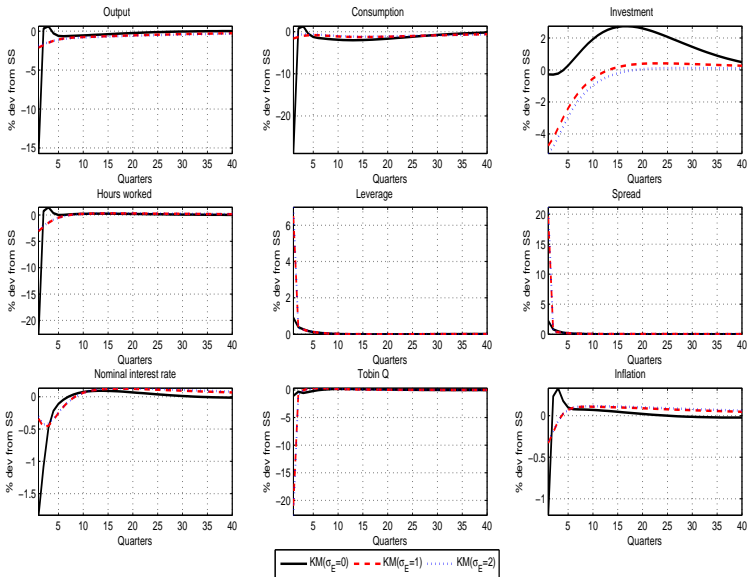 Output
Consumption
Investment
% dev from SS
0
−5
−10
−15
5 10 15 20 25 30 35 40
Quarters
% dev from SS
0
−10
−20
5 10 15 20 25 30 35 40
Quarters
% dev from SS
2
0
−2
−4
5 10 15 20 25 30 35 40
Quarters
Hours worked
Leverage
Spread
% dev from SS
0
−5
−10
−15
−20
5 10 15 20 25 30 35 40
Quarters
% dev from SS
6
4
2
0
5 10 15 20 25 30 35 40
Quarters
% dev from SS
20
15
10
5
0
5 10 15 20 25 30 35 40
Quarters
Nominal interest rate
Tobin Q
Inflation
% dev from SS
0
−0.5
−1
−1.5
5 10 15 20 25 30 35 40
Quarters
% dev from SS
0
−5
−10
−15
−20
5 10 15 20 25 30 35 40
Quarters
% dev from SS
0
−0.5
−1
5 10 15 20 25 30 35 40
Quarters
KM(σE=0) KM(σE=1) KM(σE=2)